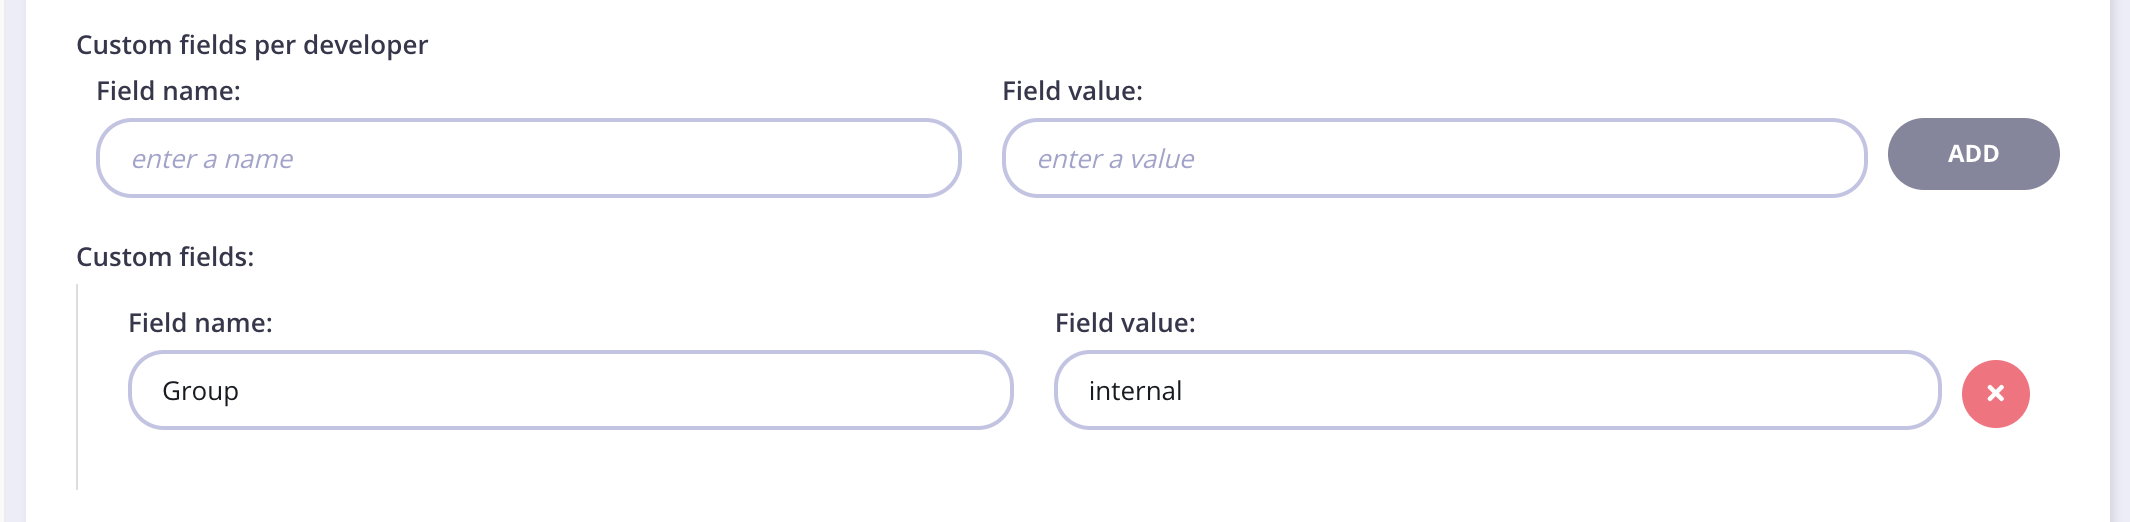 Custom fields per developer
Field name: Field value:
enter a name enter a value ADD
Custom fields:
Field name: Field value:
Group internal